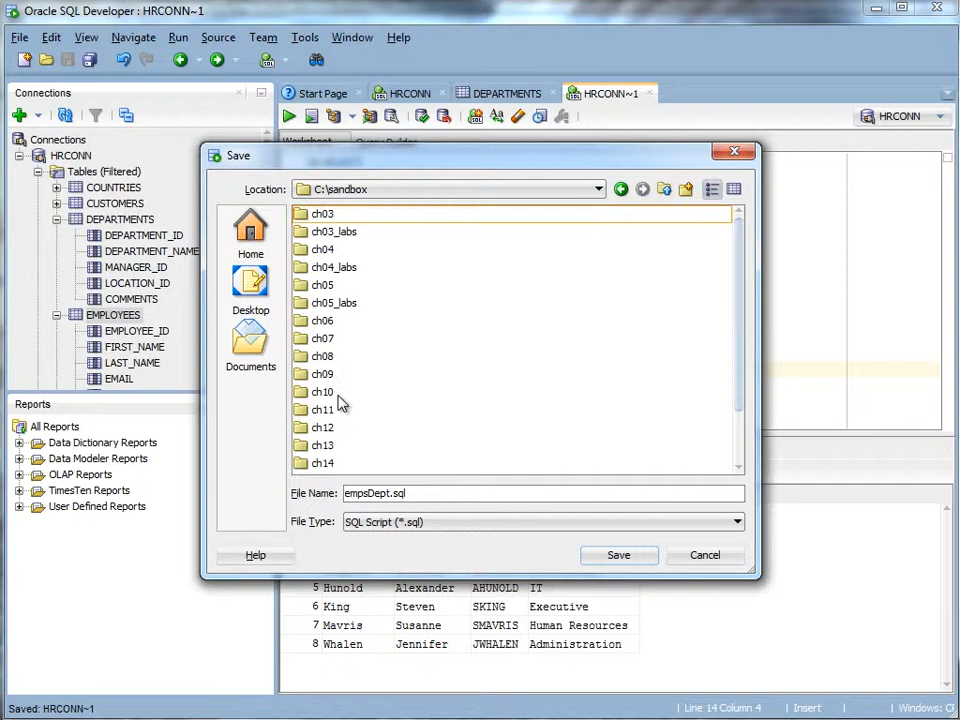 Oracle SQL Developer : HRCONN~1
File Edit View Navigate Run Source Team Tools Window Help
Connections
Start Page HRCONN DEPARTMENTS HRCONN~1
HRCONN
Connections
HRCONN
Tables (Filtered)
COUNTRIES
CUSTOMERS
DEPARTMENTS
DEPARTMENT_ID
DEPARTMENT_NAME
MANAGER_ID
LOCATION_ID
COMMENTS
EMPLOYEES
EMPLOYEE_ID
FIRST_NAME
LAST_NAME
EMAIL
Reports
All Reports
Data Dictionary Reports
Data Modeler Reports
OLAP Reports
TimesTen Reports
User Defined Reports
Worksheet Query Builder
Save
Location: C:\sandbox
Home
Desktop
Documents
ch03
ch03_labs
ch04
ch04_labs
ch05
ch05_labs
ch06
ch07
ch08
ch09
ch10
ch11
ch12
ch13
ch14
File Name: empsDept.sql
File Type: SQL Script (*.sql)
Help Save Cancel
5 Hunold Alexander AHUNOLD IT
6 King Steven SKING Executive
7 Mavris Susanne SMAVRIS Human Resources
8 Whalen Jennifer JWHALEN Administration
Saved: HRCONN~1
Line 14 Column 4 Insert Windows: